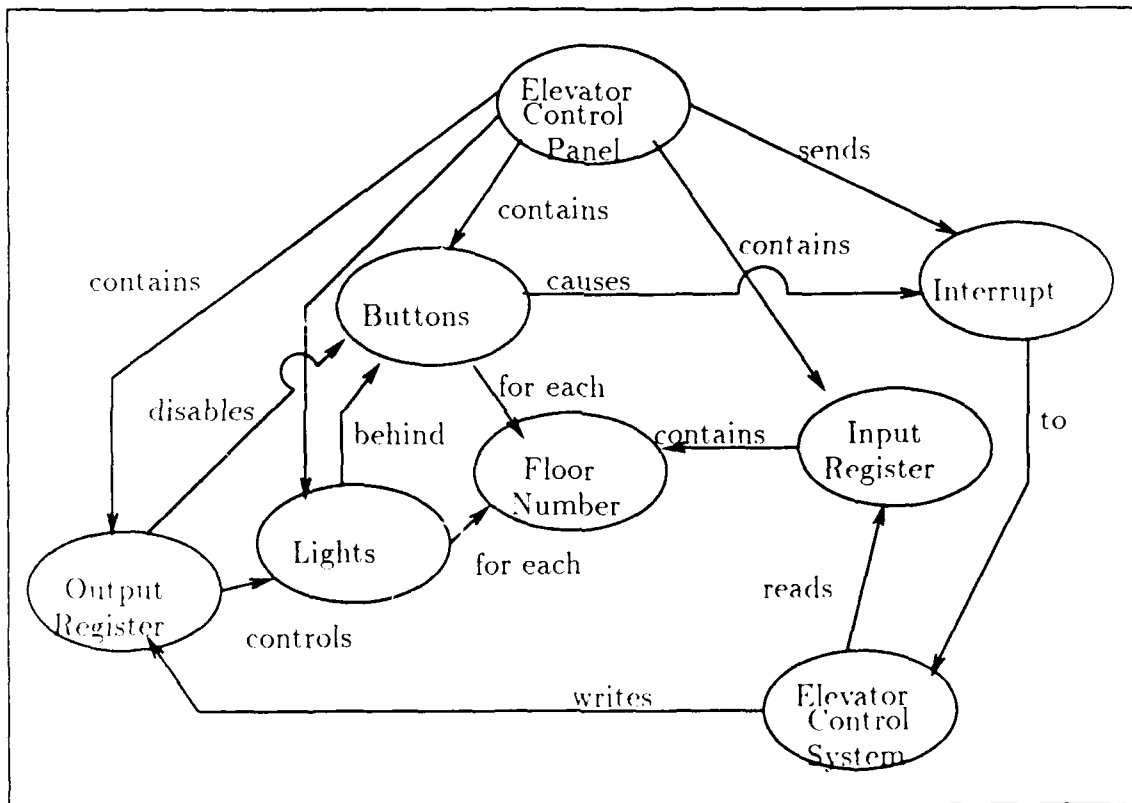 Elevator
Control
Panel
sends
contains
contains
contains
causes
Interrupt
Buttons
for each
disables
behind
contains
Input
Register
to
Floor
Number
Lights
for each
Output
Register
reads
controls
writes
Elevator
Control
System